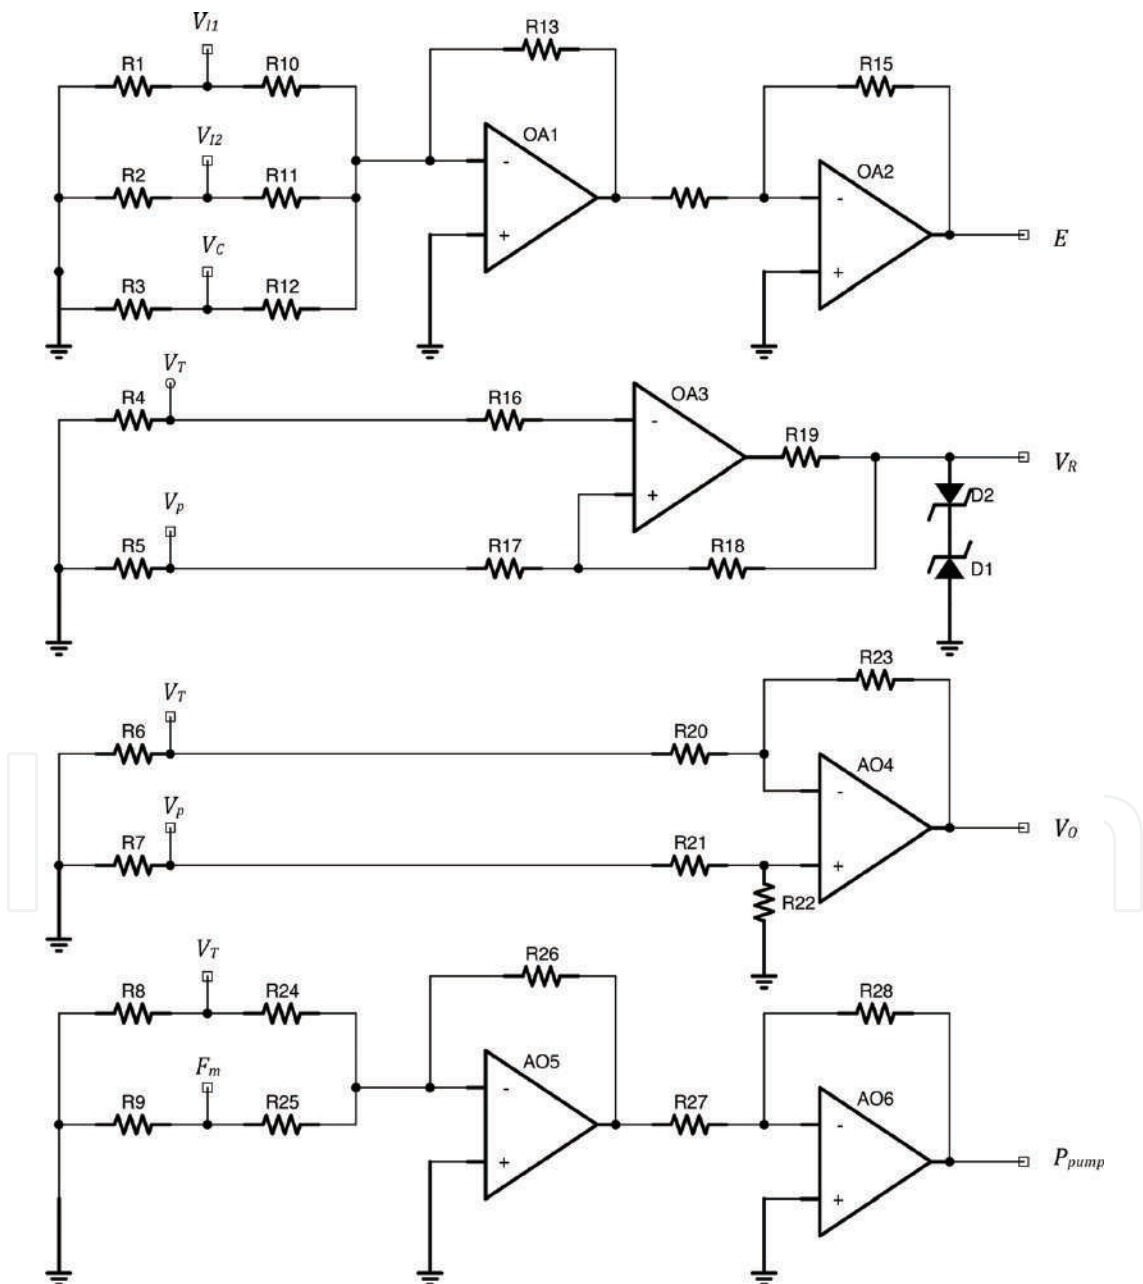 V_I1
R13
R1 R10
R15
V_I2
OA1
R2 R11
-
OA2
-
V_C
+
E
R3 R12
+
V_T
R4 R16 OA3
-
R19
V_R
V_p
+
D2
R5 R17 R18
D1
V_T
R23
R6 R20
AO4
-
V_p
V_O
R7 R21
+
R22
V_T
R26
R8 R24
R28
AO5
F_m
-
R9 R25
R27
AO6
-
+
P_pump
+